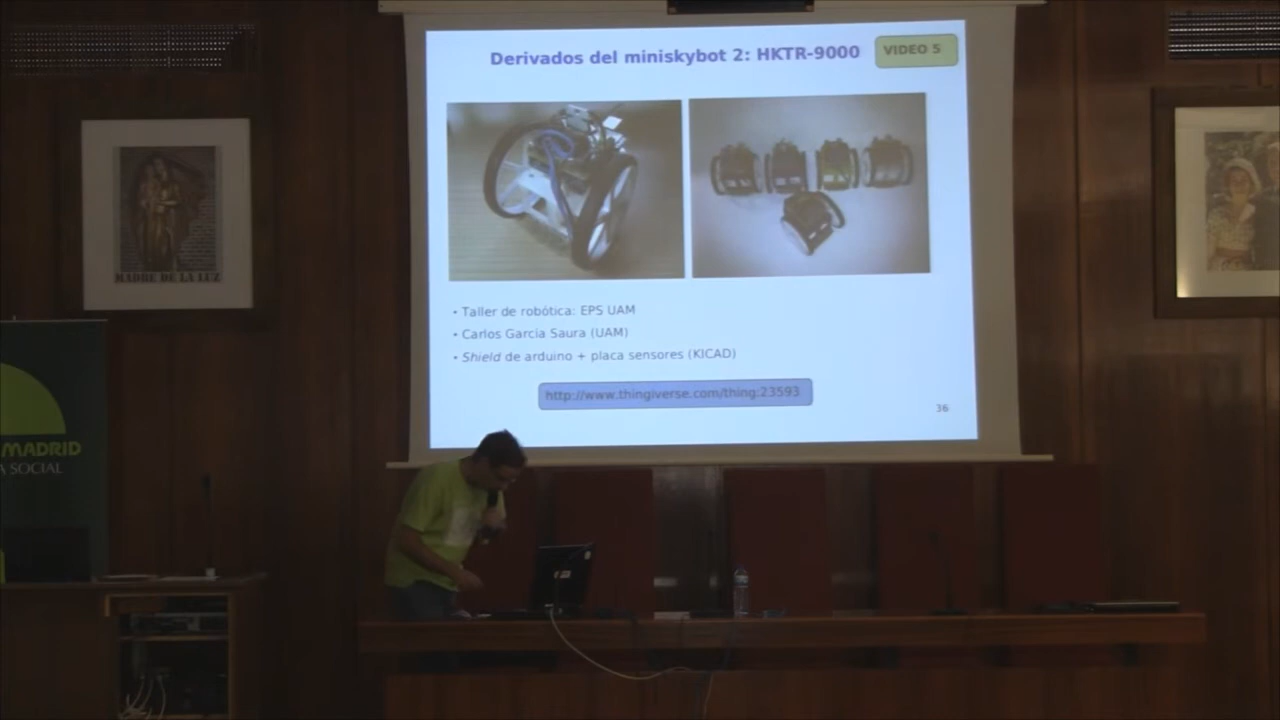 Derivados del miniskybot 2: HKTR-9000
VIDEO 5
• Taller de robótica: EPS UAM
• Carlos García Saura (UAM)
• Shield de arduino + placa sensores (KICAD)
http://www.thingiverse.com/thing:23593
36
MADRE DE LA LUZ
MADRID
A SOCIAL